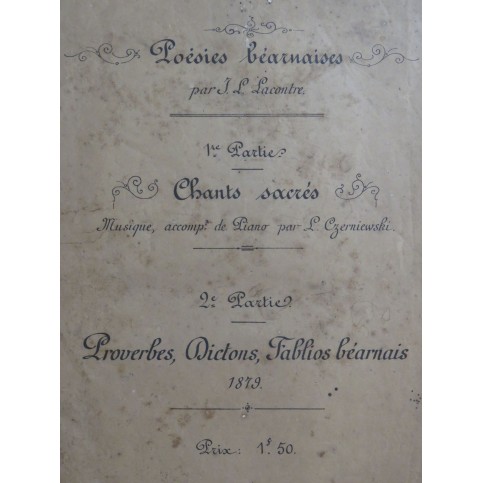 Poésies béarnaises
par J. L. Lacontre.
1re Partie.
Chants sacrés
Musique, accompt. de Piano par L. Czerniewski.
2e Partie.
Proverbes, Dictons, Fablios béarnais
1879.
Prix: 1f. 50.